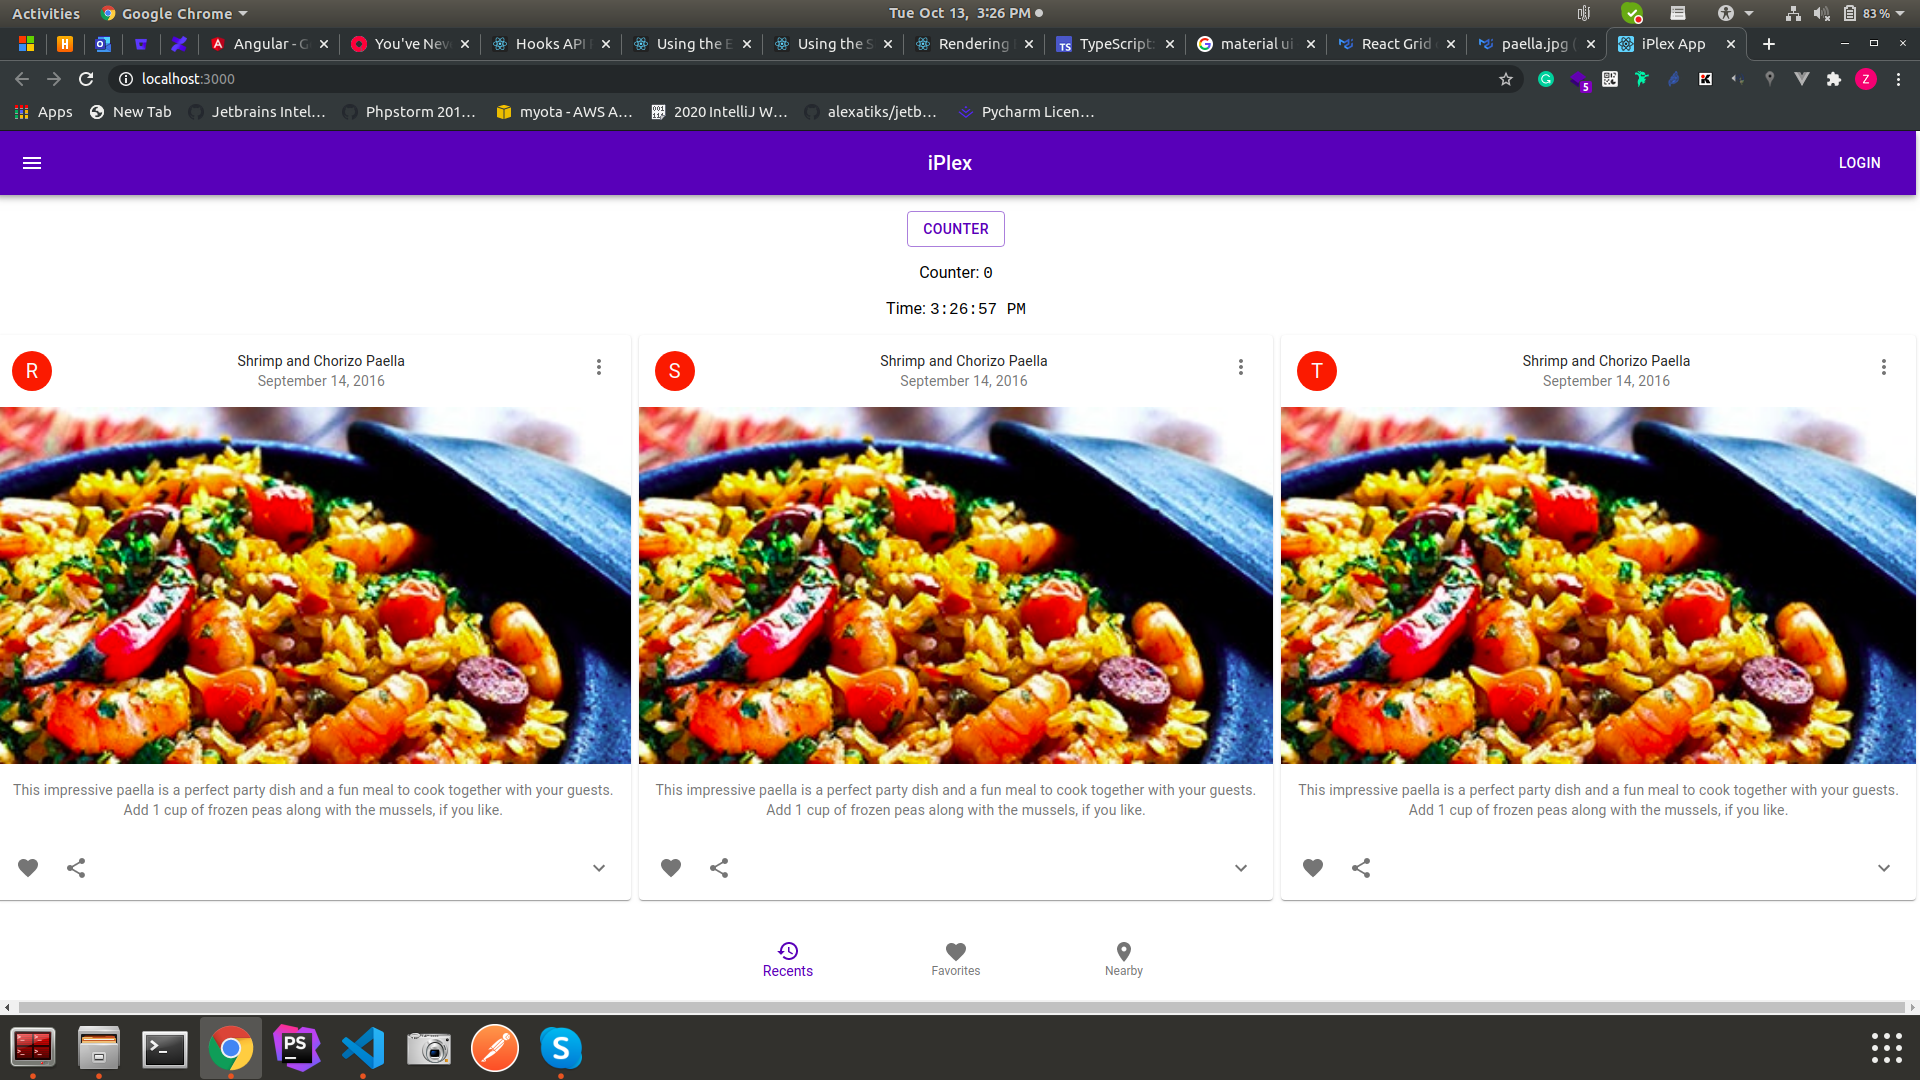 Activities Google Chrome Tue Oct 13, 3:26 PM 83 %
Angular - G You've Nev Hooks API Using the E Using the S Rendering TypeScript: material ui React Grid paella.jpg ( iPlex App
localhost:3000
5
Z
Apps New Tab Jetbrains Intel... Phpstorm 201... myota - AWS A... 2020 IntelliJ W... alexatiks/jetb... Pycharm Licen...
iPlex LOGIN
COUNTER
Counter: 0
Time: 3:26:57 PM
R Shrimp and Chorizo Paella
September 14, 2016
S Shrimp and Chorizo Paella
September 14, 2016
T Shrimp and Chorizo Paella
September 14, 2016
This impressive paella is a perfect party dish and a fun meal to cook together with your guests.
Add 1 cup of frozen peas along with the mussels, if you like.
This impressive paella is a perfect party dish and a fun meal to cook together with your guests.
Add 1 cup of frozen peas along with the mussels, if you like.
This impressive paella is a perfect party dish and a fun meal to cook together with your guests.
Add 1 cup of frozen peas along with the mussels, if you like.
Recents Favorites Nearby
PS
S